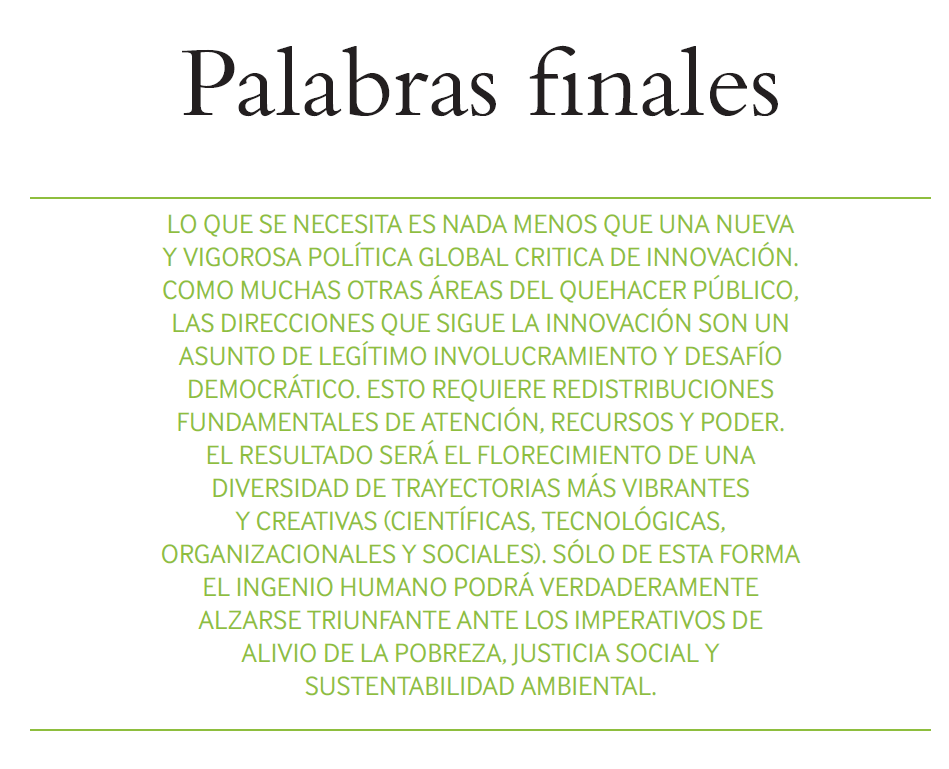 Palabras finales
LO QUE SE NECESITA ES NADA MENOS QUE UNA NUEVA
Y VIGOROSA POLÍTICA GLOBAL CRITICA DE INNOVACIÓN.
COMO MUCHAS OTRAS ÁREAS DEL QUEHACER PÚBLICO,
LAS DIRECCIONES QUE SIGUE LA INNOVACIÓN SON UN
ASUNTO DE LEGÍTIMO INVOLUCRAMIENTO Y DESAFÍO
DEMOCRÁTICO. ESTO REQUIERE REDISTRIBUCIONES
FUNDAMENTALES DE ATENCIÓN, RECURSOS Y PODER.
EL RESULTADO SERÁ EL FLORECIMIENTO DE UNA
DIVERSIDAD DE TRAYECTORIAS MÁS VIBRANTES
Y CREATIVAS (CIENTÍFICAS, TECNOLÓGICAS,
ORGANIZACIONALES Y SOCIALES). SÓLO DE ESTA FORMA
EL INGENIO HUMANO PODRÁ VERDADERAMENTE
ALZARSE TRIUNFANTE ANTE LOS IMPERATIVOS DE
ALIVIO DE LA POBREZA, JUSTICIA SOCIAL Y
SUSTENTABILIDAD AMBIENTAL.